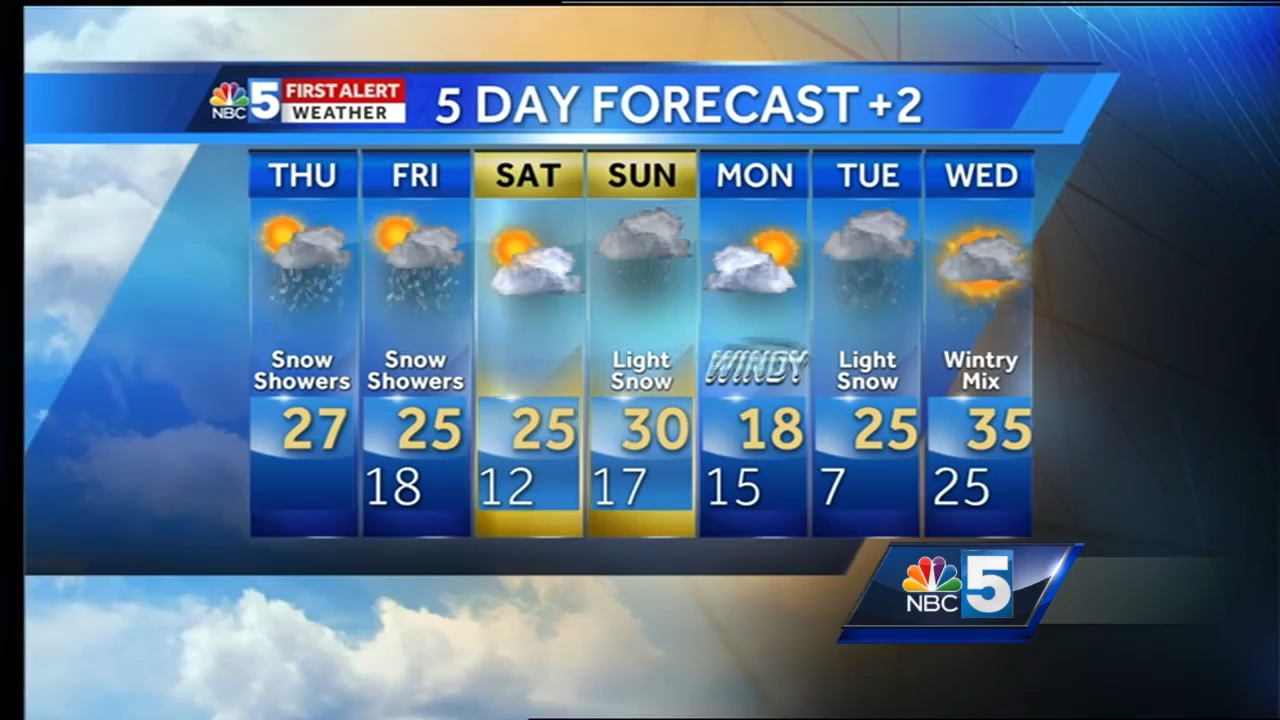 NBC 5 FIRST ALERT WEATHER
5 DAY FORECAST +2
THU FRI SAT SUN MON TUE WED
Snow Showers Snow Showers Light Snow WINDY Light Snow Wintry Mix
27 25 25 30 18 25 35
18 12 17 15 7 25
NBC 5